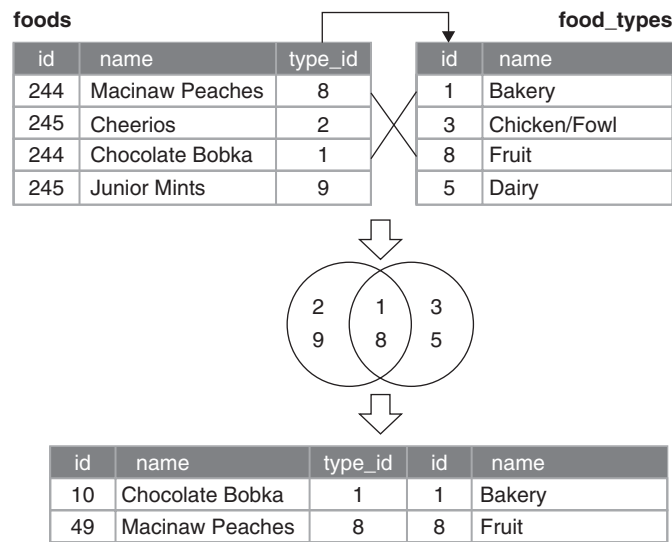 foods food_types
id name type_id id name
244 Macinaw Peaches 8 1 Bakery
245 Cheerios 2 3 Chicken/Fowl
244 Chocolate Bobka 1 8 Fruit
245 Junior Mints 9 5 Dairy
2 1 3
9 8 5
id name type_id id name
10 Chocolate Bobka 1 1 Bakery
49 Macinaw Peaches 8 8 Fruit